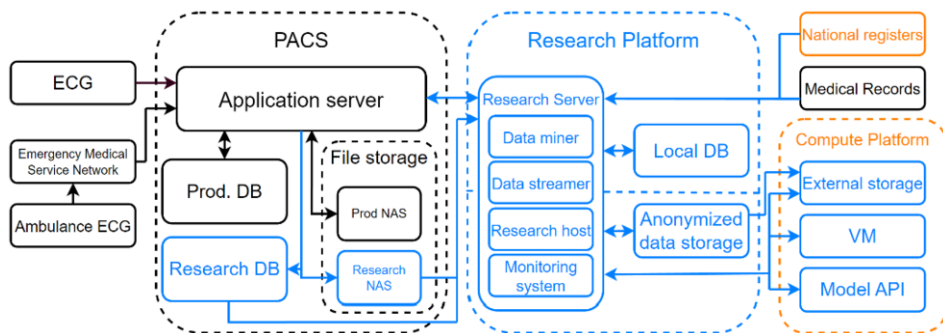 PACS
Research Platform
National registers
ECG
Application server
Research Server
Medical Records
Data miner
Emergency Medical
Service Network
File storage
Local DB
Compute Platform
Prod. DB
Data streamer
External storage
Ambulance ECG
Prod NAS
Research host
Anonymized
data storage
VM
Research DB
Research
NAS
Monitoring
system
Model API